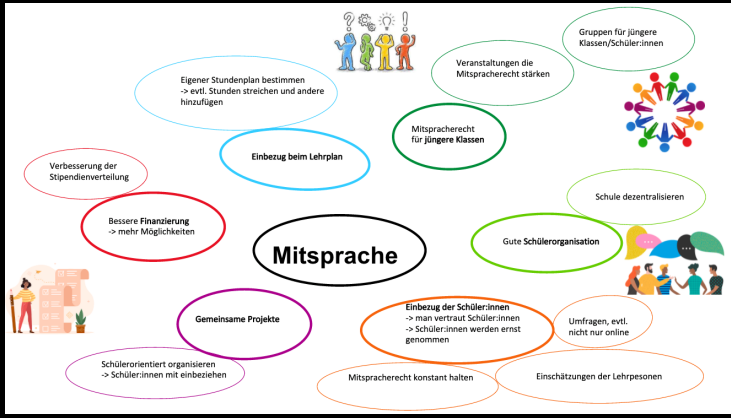 Gruppen für jüngere
Klassen/Schüler:innen
Veranstaltungen die
Mitspracherecht stärken
Eigener Stundenplan bestimmen
-> evtl. Stunden streichen und andere
hinzufügen
Mitspracherecht
für jüngere Klassen
Einbezug beim Lehrplan
Verbesserung der
Stipendienverteilung
Schule dezentralisieren
Bessere Finanzierung
-> mehr Möglichkeiten
Mitsprache
Gute Schülerorganisation
Gemeinsame Projekte
Einbezug der Schüler:innen
-> man vertraut Schüler:innen
-> Schüler:innen werden ernst
genommen
Umfragen, evtl.
nicht nur online
Schülerorientiert organisieren
-> Schüler:innen mit einbeziehen
Mitspracherecht konstant halten
Einschätzungen der Lehrpesonen